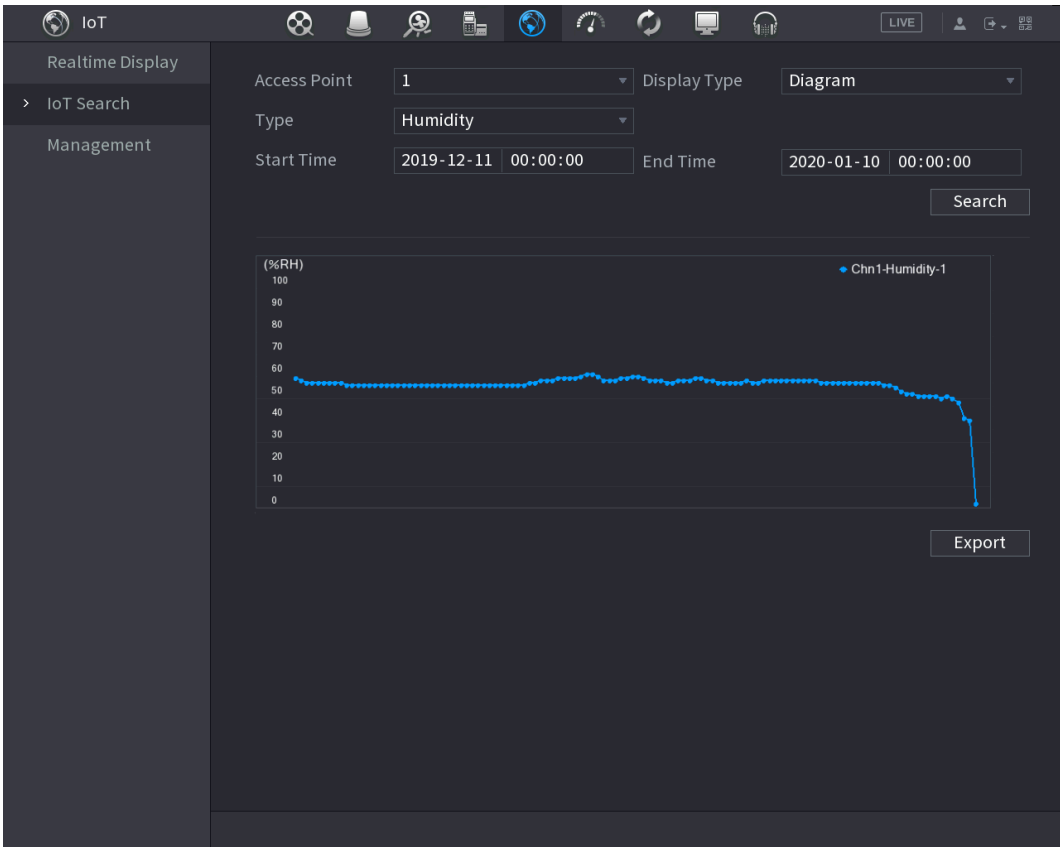 IoT LIVE
Realtime Display
IoT Search
Management
Access Point 1 Display Type Diagram
Type Humidity
Start Time 2019-12-11 00:00:00 End Time 2020-01-10 00:00:00
Search
(%RH) Chn1-Humidity-1
100
90
80
70
60
50
40
30
20
10
0
Export